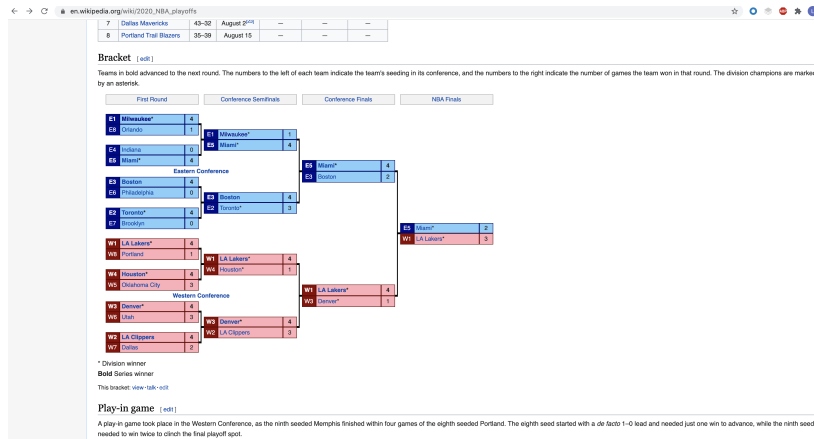 en.wikipedia.org/wiki/2020_NBA_playoffs
7 Dallas Mavericks 43–32 August 2[22] — — — —
8 Portland Trail Blazers 35–39 August 15 — — — —
Bracket [edit]
Teams in bold advanced to the next round. The numbers to the left of each team indicate the team's seeding in its conference, and the numbers to the right indicate the number of games the team won in that round. The division champions are marked
by an asterisk.
First Round Conference Semifinals Conference Finals NBA Finals
E1 Milwaukee* 4
E8 Orlando 1
E1 Milwaukee* 1
E5 Miami* 4
E4 Indiana 0
E5 Miami* 4
E5 Miami* 4
E3 Boston 2
Eastern Conference
E3 Boston 4
E6 Philadelphia 0
E3 Boston 4
E2 Toronto* 3
E2 Toronto* 4
E7 Brooklyn 0
E5 Miami* 2
W1 LA Lakers* 3
W1 LA Lakers* 4
W8 Portland 1
W1 LA Lakers* 4
W4 Houston* 1
W4 Houston* 4
W5 Oklahoma City 3
W1 LA Lakers* 4
W3 Denver* 1
Western Conference
W3 Denver* 4
W6 Utah 3
W3 Denver* 4
W2 LA Clippers 3
W2 LA Clippers 4
W7 Dallas 2
* Division winner
Bold Series winner
This bracket: view · talk · edit
Play-in game [edit]
A play-in game took place in the Western Conference, as the ninth seeded Memphis finished within four games of the eighth seeded Portland. The eighth seed started with a de facto 1–0 lead and needed just one win to advance, while the ninth seed
needed to win twice to clinch the final playoff spot.